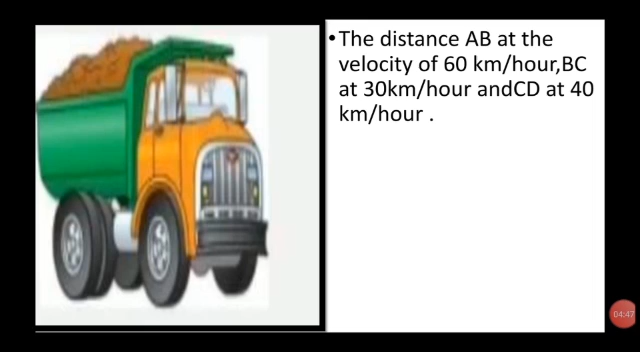 •The distance AB at the
velocity of 60 km/hour,BC
at 30km/hour andCD at 40
km/hour .
04:47